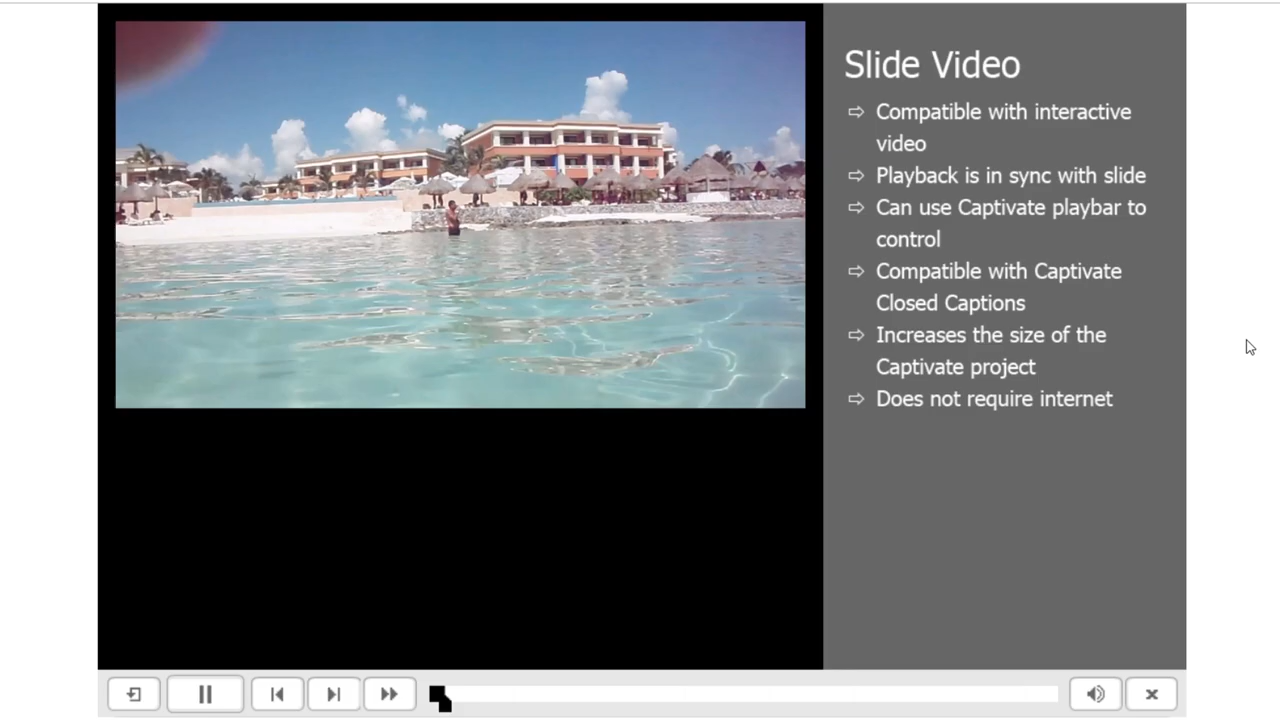 Slide Video
⇨ Compatible with interactive
video
⇨ Playback is in sync with slide
⇨ Can use Captivate playbar to
control
⇨ Compatible with Captivate
Closed Captions
⇨ Increases the size of the
Captivate project
⇨ Does not require internet